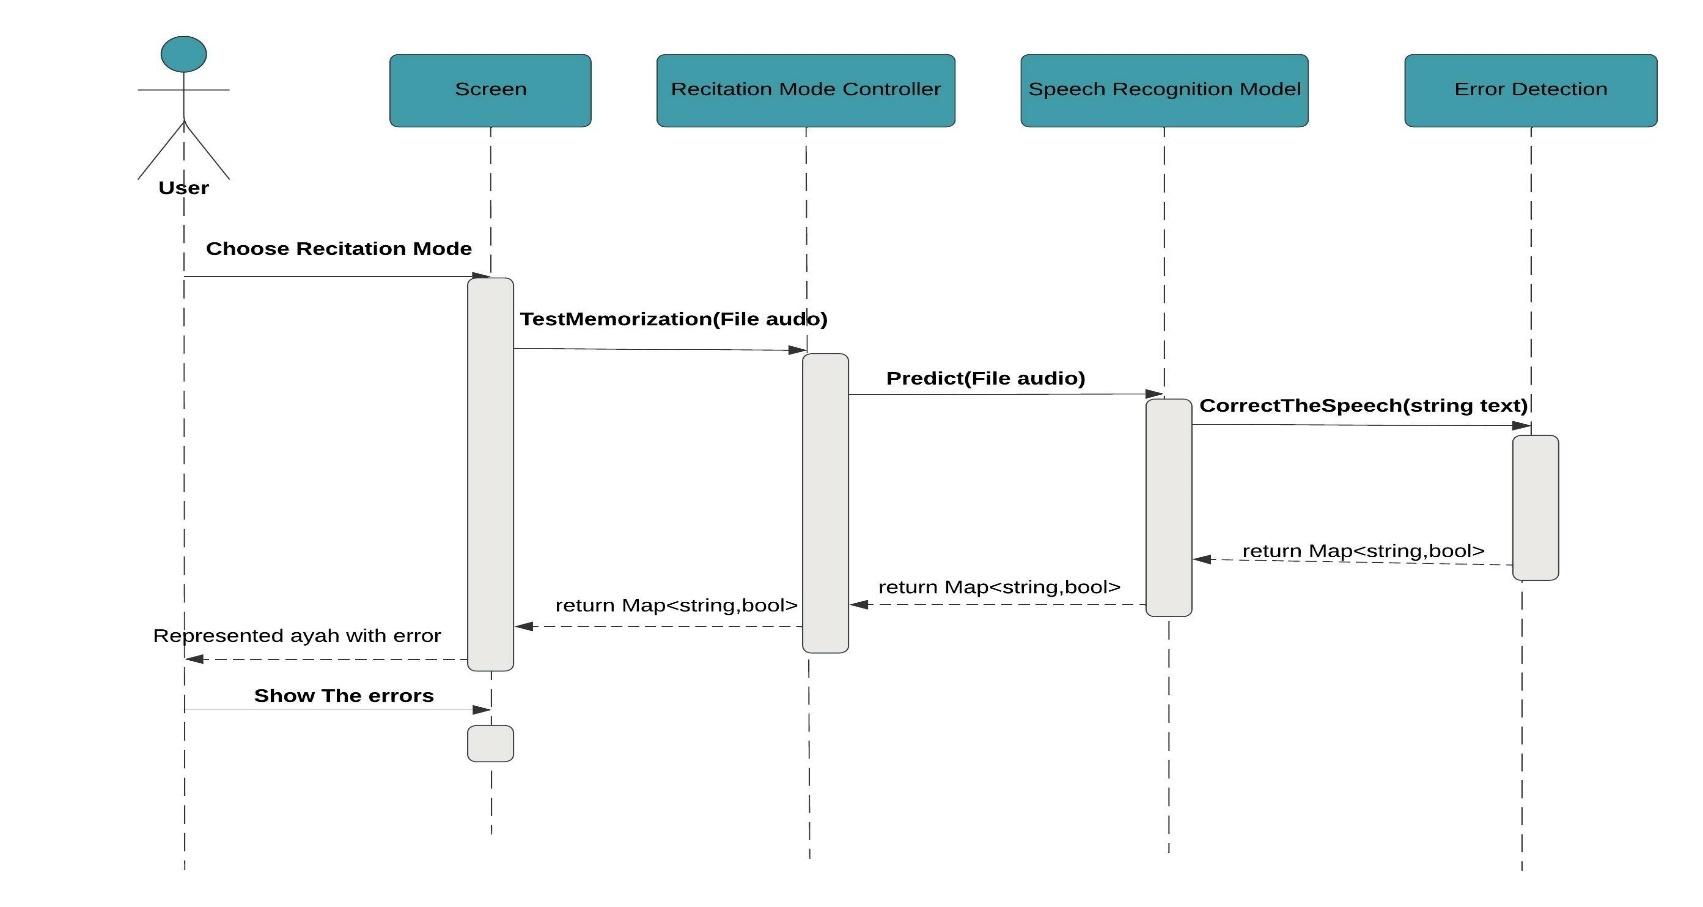 Screen
Recitation Mode Controller
Speech Recognition Model
Error Detection
User
Choose Recitation Mode
TestMemorization(File audo)
Predict(File audio)
CorrectTheSpeech(string text)
return Map<string,bool>
return Map<string,bool>
return Map<string,bool>
Represented ayah with error
Show The errors